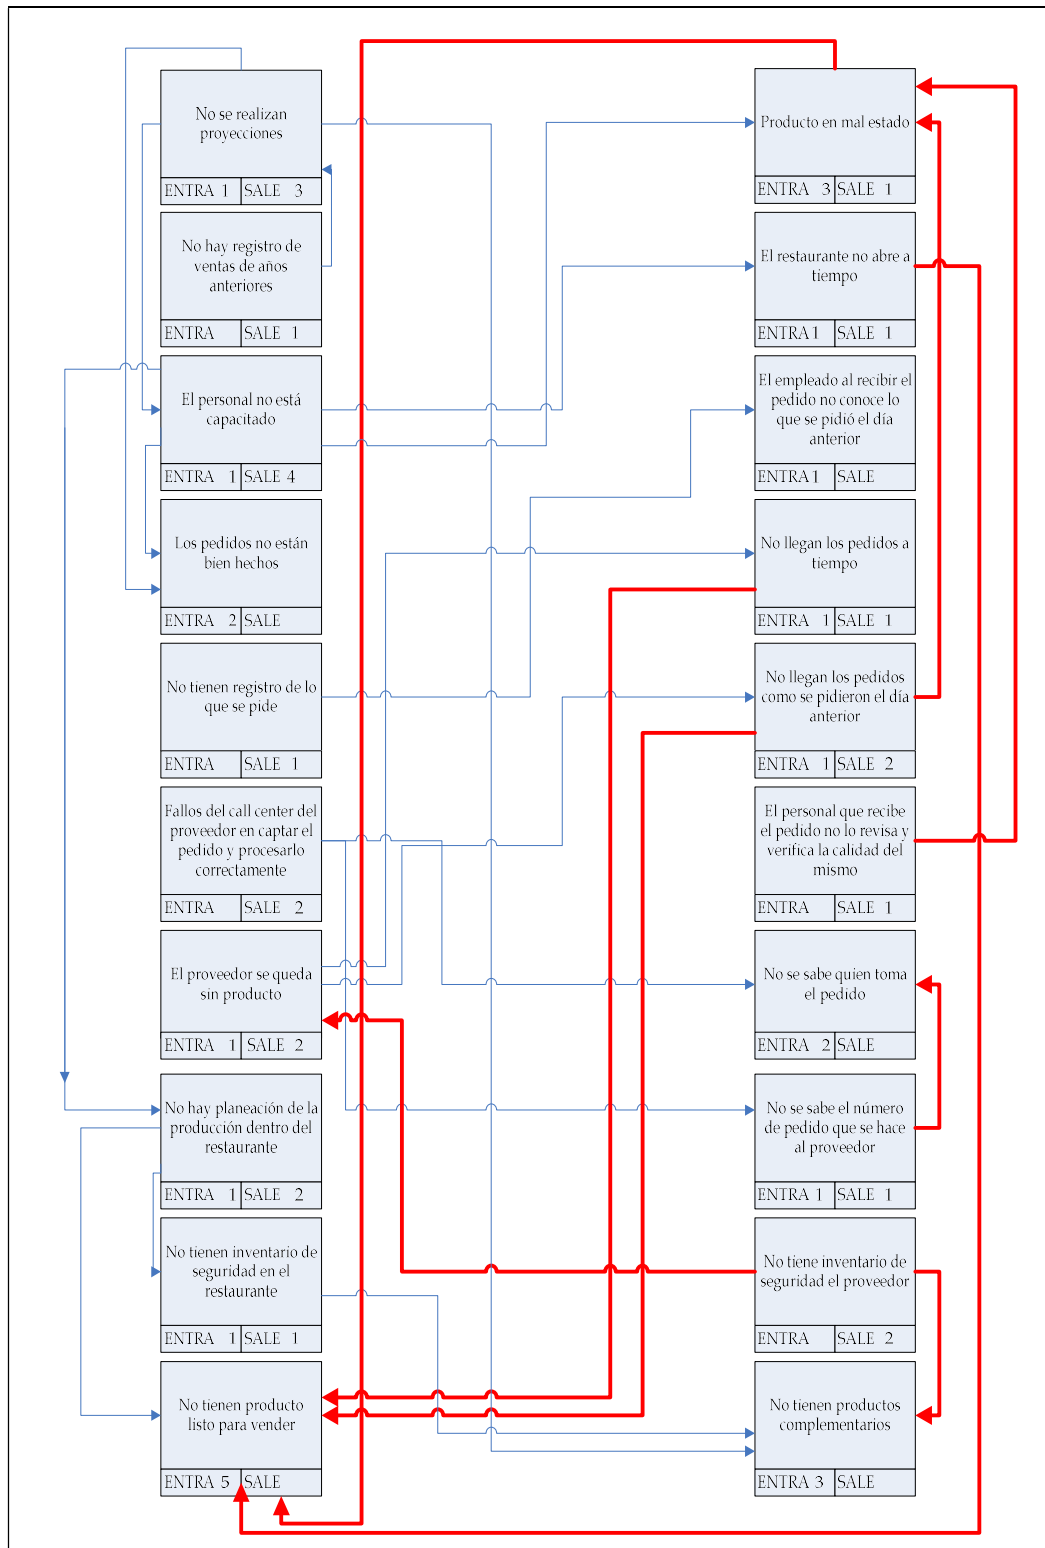 No se realizan
proyecciones
ENTRA 1 SALE 3
No hay registro de
ventas de años
anteriores
ENTRA SALE 1
El personal no está
capacitado
ENTRA 1 SALE 4
Los pedidos no están
bien hechos
ENTRA 2 SALE
No tienen registro de lo
que se pide
ENTRA SALE 1
Fallos del call center del
proveedor en captar el
pedido y procesarlo
correctamente
ENTRA SALE 2
El proveedor se queda
sin producto
ENTRA 1 SALE 2
No hay planeación de la
producción dentro del
restaurante
ENTRA 1 SALE 2
No tienen inventario de
seguridad en el
restaurante
ENTRA 1 SALE 1
No tienen producto
listo para vender
ENTRA 5 SALE
Producto en mal estado
ENTRA 3 SALE 1
El restaurante no abre a
tiempo
ENTRA 1 SALE 1
El empleado al recibir el
pedido no conoce lo
que se pidió el día
anterior
ENTRA 1 SALE
No llegan los pedidos a
tiempo
ENTRA 1 SALE 1
No llegan los pedidos
como se pidieron el día
anterior
ENTRA 1 SALE 2
El personal que recibe
el pedido no lo revisa y
verifica la calidad del
mismo
ENTRA SALE 1
No se sabe quien toma
el pedido
ENTRA 2 SALE
No se sabe el número
de pedido que se hace
al proveedor
ENTRA 1 SALE 1
No tiene inventario de
seguridad el proveedor
ENTRA SALE 2
No tienen productos
complementarios
ENTRA 3 SALE